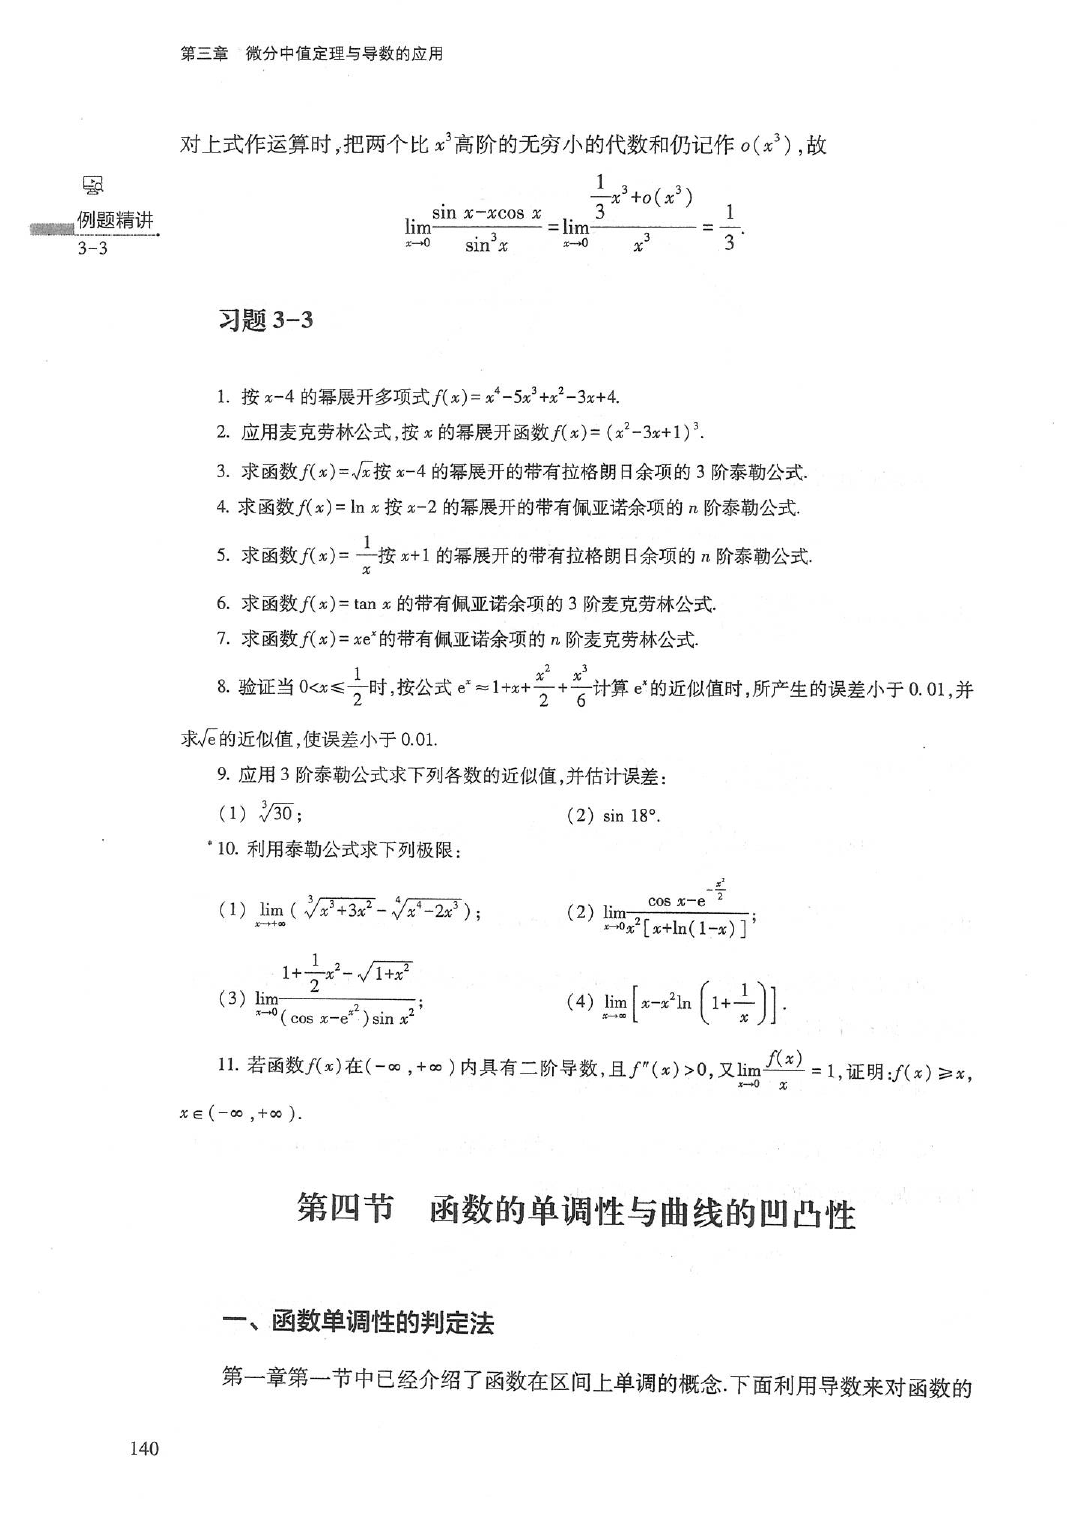 第三章 微分中值定理与导数的应用
对上式作运算时,把两个比 x³高阶的无穷小的代数和仍记作 o(x³),故
例题精讲
3-3
lim_{x→0} (sin x-xcos x)/(sin³x) = lim_{x→0} (1/3 x³+o(x³))/x³ = 1/3.
习题 3-3
1. 按 x-4 的幂展开多项式 f(x)= x⁴-5x³+x²-3x+4.
2. 应用麦克劳林公式,按 x 的幂展开函数 f(x)= (x²-3x+1)³.
3. 求函数 f(x)=√x 按 x-4 的幂展开的带有拉格朗日余项的 3 阶泰勒公式.
4. 求函数 f(x)= ln x 按 x-2 的幂展开的带有佩亚诺余项的 n 阶泰勒公式.
5. 求函数 f(x)= 1/x 按 x+1 的幂展开的带有拉格朗日余项的 n 阶泰勒公式.
6. 求函数 f(x)= tan x 的带有佩亚诺余项的 3 阶麦克劳林公式.
7. 求函数 f(x)= xeˣ 的带有佩亚诺余项的 n 阶麦克劳林公式.
8. 验证当 0<x≤1/2 时,按公式 eˣ≈1+x+x²/2+x³/6 计算 eˣ 的近似值时,所产生的误差小于 0.01,并
求√e 的近似值,使误差小于 0.01.
9. 应用 3 阶泰勒公式求下列各数的近似值,并估计误差:
(1) ∛30; (2) sin 18°.
*10. 利用泰勒公式求下列极限:
(1) lim_{x→+∞} (∛(x³+3x²)-∜(x⁴-2x³)); (2) lim_{x→0} (cos x-e^{-x²/2})/(x²[x+ln(1-x)]);
(3) lim_{x→0} (1+1/2 x²-√(1+x²))/((cos x-e^{x²})sin x²); (4) lim_{x→∞} [x-x²ln(1+1/x)].
11. 若函数 f(x)在(-∞,+∞)内具有二阶导数,且 f″(x)>0,又 lim_{x→0} f(x)/x = 1,证明:f(x)≥x,
x∈(-∞,+∞).
第四节 函数的单调性与曲线的凹凸性
一、函数单调性的判定法
第一章第一节中已经介绍了函数在区间上单调的概念.下面利用导数来对函数的
140